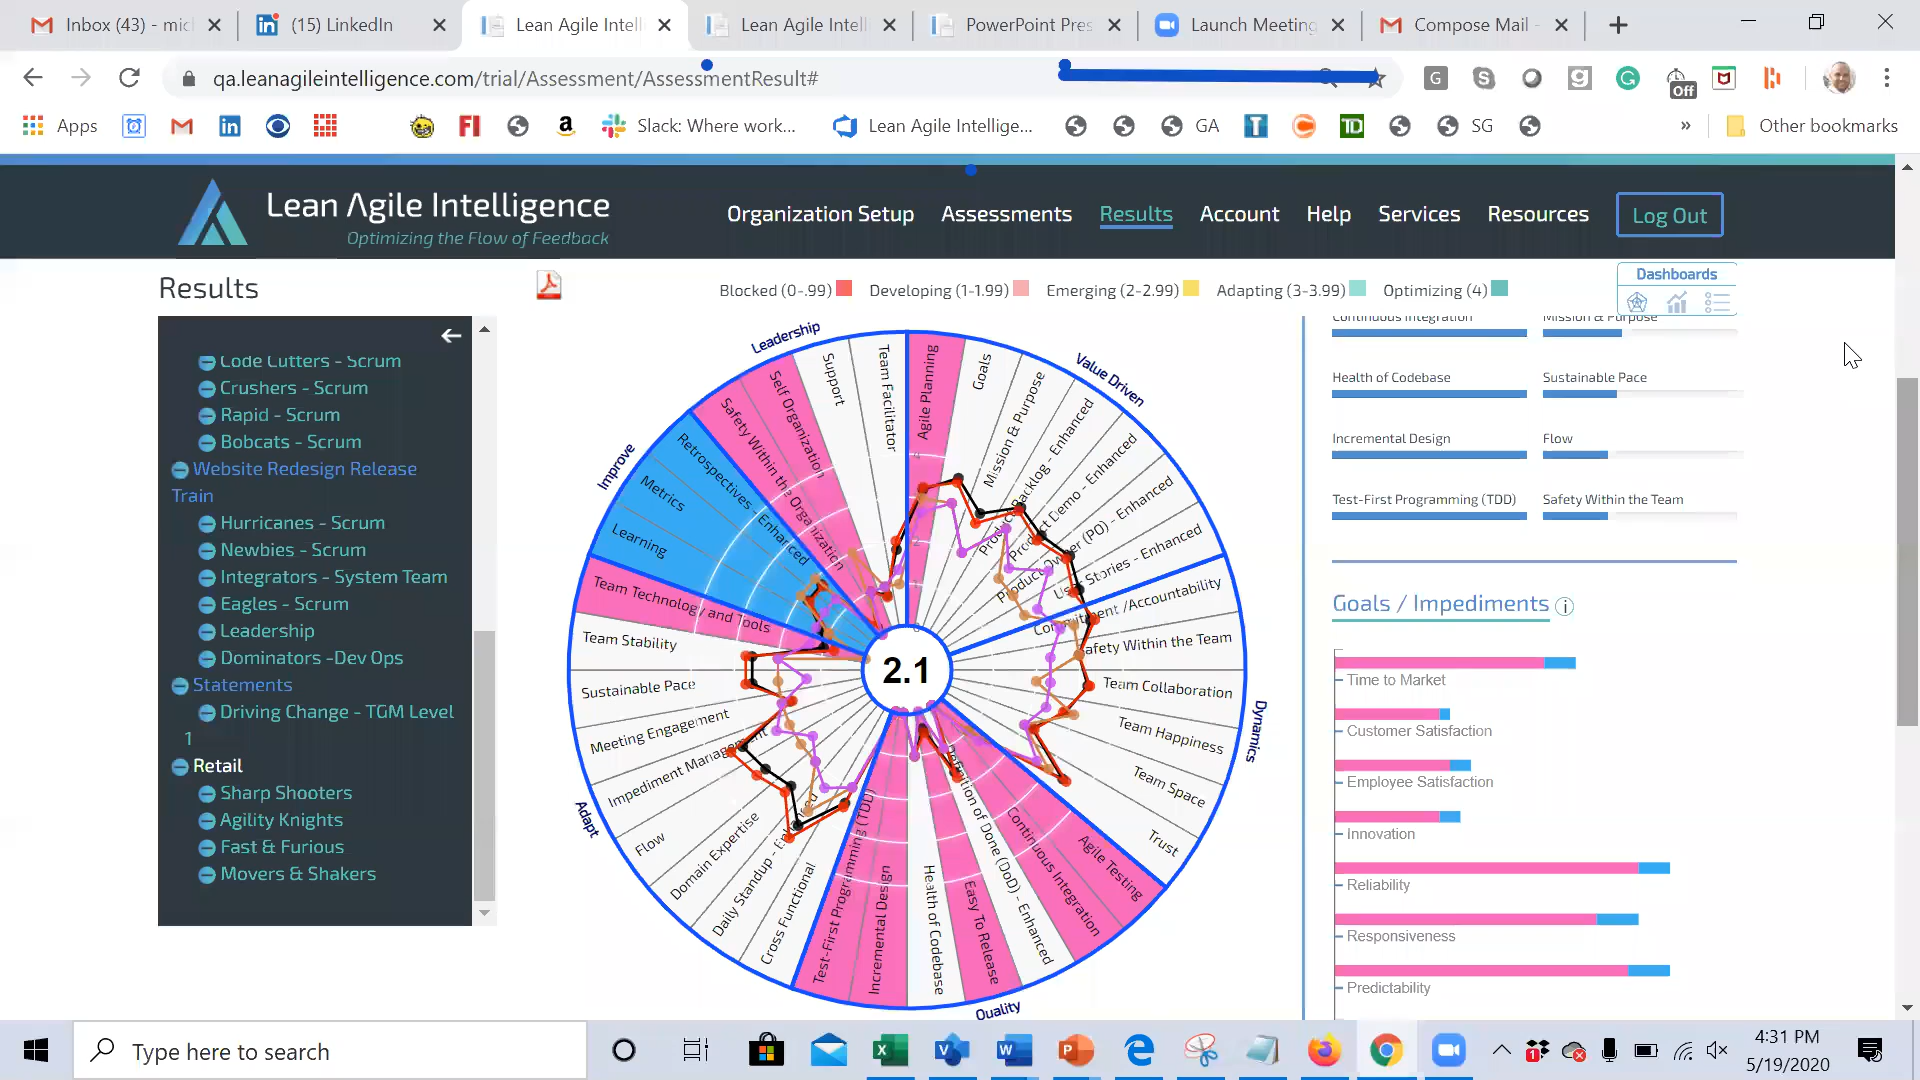 Inbox (43) - mic
(15) LinkedIn
Lean Agile Intelli
Lean Agile Intell
PowerPoint Pres
Launch Meeting
Compose Mail -
qa.leanagileintelligence.com/trial/Assessment/AssessmentResult#
Off
Apps
FI
Slack: Where work...
Lean Agile Intellige...
GA
TD
SG
» Other bookmarks
Lean Agile Intelligence
Optimizing the Flow of Feedback
Organization Setup
Assessments
Results
Account
Help
Services
Resources
Log Out
Results
Blocked (0-.99)
Developing (1-1.99)
Emerging (2-2.99)
Adapting (3-3.99)
Optimizing (4)
Dashboards
Code Cutters - Scrum
Crushers - Scrum
Rapid - Scrum
Bobcats - Scrum
Website Redesign Release
Train
Hurricanes - Scrum
Newbies - Scrum
Integrators - System Team
Eagles - Scrum
Leadership
Dominators -Dev Ops
Statements
Driving Change - TGM Level
1
Retail
Sharp Shooters
Agility Knights
Fast & Furious
Movers & Shakers
Leadership
Value Driven
Dynamics
Quality
Adapt
Improve
Agile Planning
Goals
Mission & Purpose
Product Backlog - Enhanced
Product Demo - Enhanced
Product Owner (PO) - Enhanced
User Stories - Enhanced
Commitment /Accountability
Safety Within the Team
Team Collaboration
Team Happiness
Team Space
Trust
Agile Testing
Continuous Integration
Definition of Done (DoD) - Enhanced
Easy To Release
Health of Codebase
Incremental Design
Test-First Programming (TDD)
Cross Functional
Daily Standup - Enhanced
Domain Expertise
Flow
Impediment Management
Meeting Engagement
Sustainable Pace
Team Stability
Team Technology and Tools
Learning
Metrics
Retrospectives - Enhanced
Safety Within the Organization
Self Organization
Support
Team Facilitator
2.1
Continuous Integration
Mission & Purpose
Health of Codebase
Sustainable Pace
Incremental Design
Flow
Test-First Programming (TDD)
Safety Within the Team
Goals / Impediments
Time to Market
Customer Satisfaction
Employee Satisfaction
Innovation
Reliability
Responsiveness
Predictability
Type here to search
4:31 PM
5/19/2020